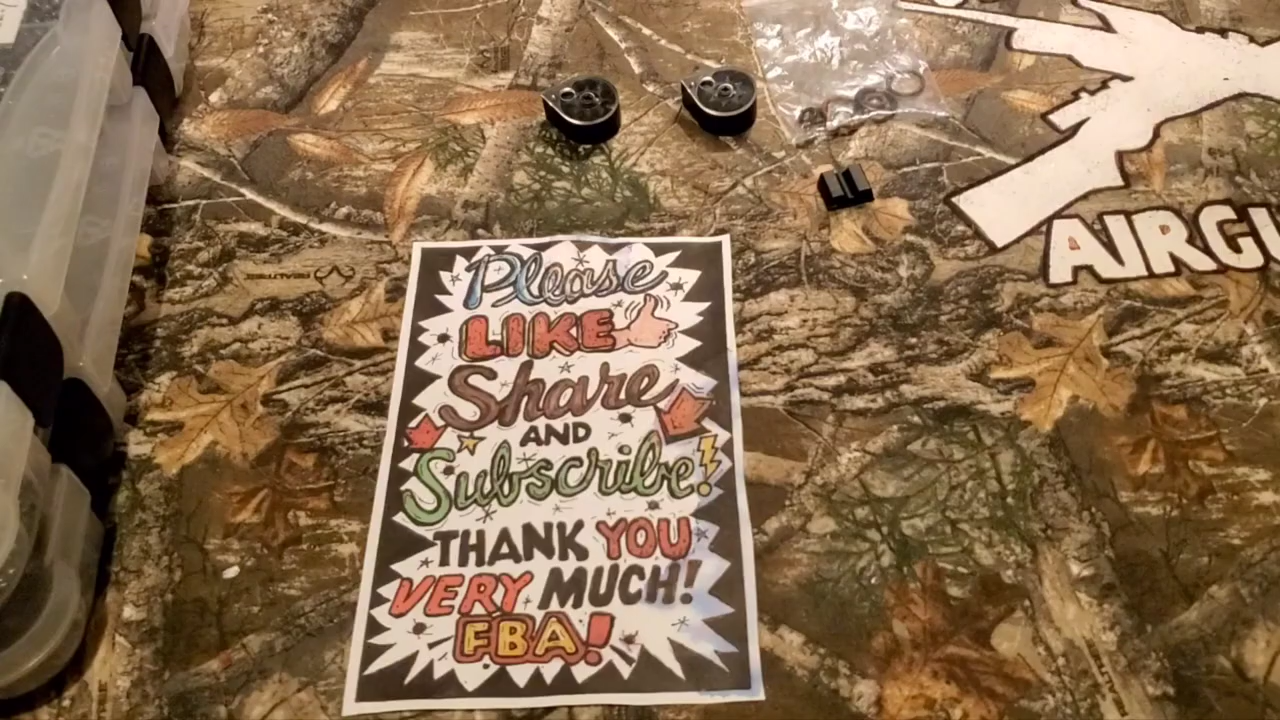 AIRGU
Please
LIKE
Share
AND
Subscribe!
THANK YOU
VERY MUCH!
FBA!